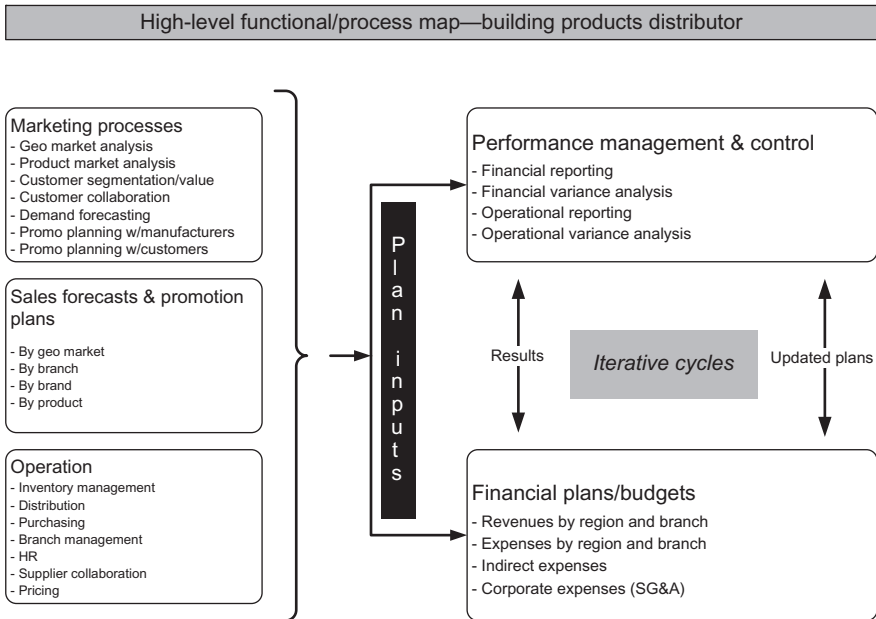 High-level functional/process map—building products distributor
Marketing processes
- Geo market analysis
- Product market analysis
- Customer segmentation/value
- Customer collaboration
- Demand forecasting
- Promo planning w/manufacturers
- Promo planning w/customers
Sales forecasts & promotion
plans
- By geo market
- By branch
- By brand
- By product
Operation
- Inventory management
- Distribution
- Purchasing
- Branch management
- HR
- Supplier collaboration
- Pricing
Plan inputs
Performance management & control
- Financial reporting
- Financial variance analysis
- Operational reporting
- Operational variance analysis
Results
Iterative cycles
Updated plans
Financial plans/budgets
- Revenues by region and branch
- Expenses by region and branch
- Indirect expenses
- Corporate expenses (SG&A)